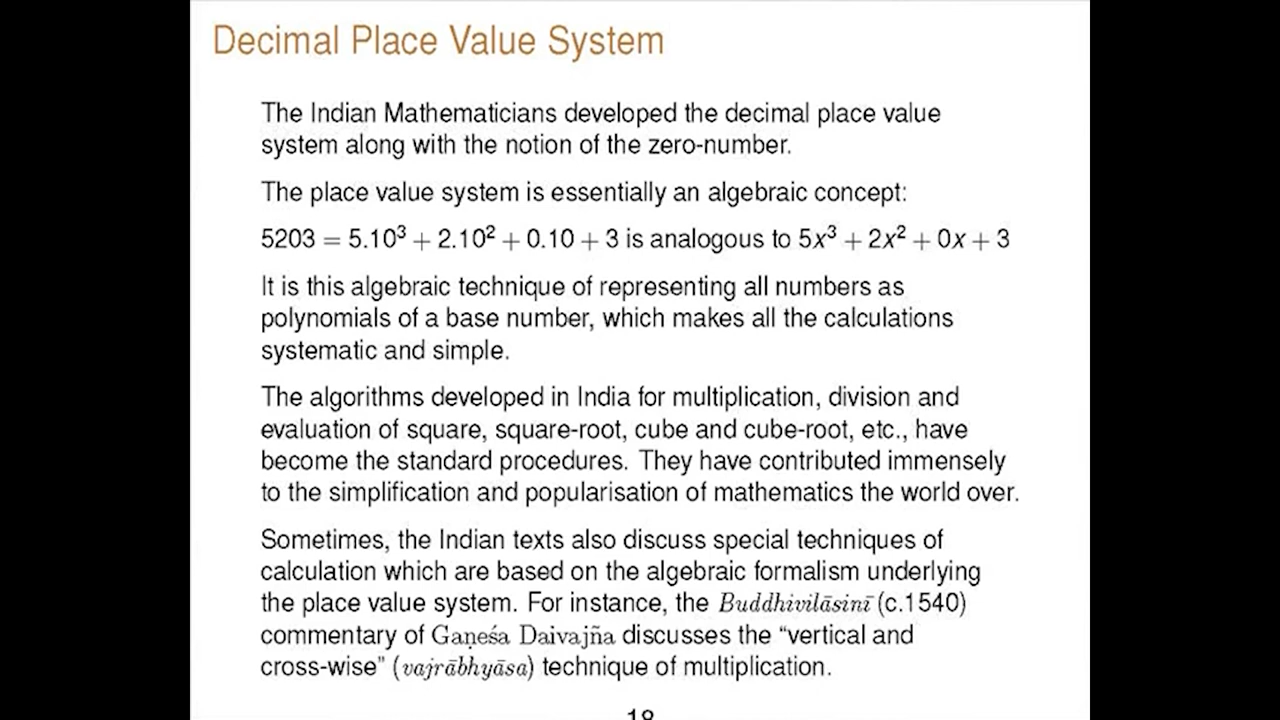 Decimal Place Value System
The Indian Mathematicians developed the decimal place value
system along with the notion of the zero-number.
The place value system is essentially an algebraic concept:
5203 = 5.10³ + 2.10² + 0.10 + 3 is analogous to 5x³ + 2x² + 0x + 3
It is this algebraic technique of representing all numbers as
polynomials of a base number, which makes all the calculations
systematic and simple.
The algorithms developed in India for multiplication, division and
evaluation of square, square-root, cube and cube-root, etc., have
become the standard procedures. They have contributed immensely
to the simplification and popularisation of mathematics the world over.
Sometimes, the Indian texts also discuss special techniques of
calculation which are based on the algebraic formalism underlying
the place value system. For instance, the Buddhivilāsinī (c.1540)
commentary of Gaṇeśa Daivajña discusses the “vertical and
cross-wise” (vajrābhyāsa) technique of multiplication.
18